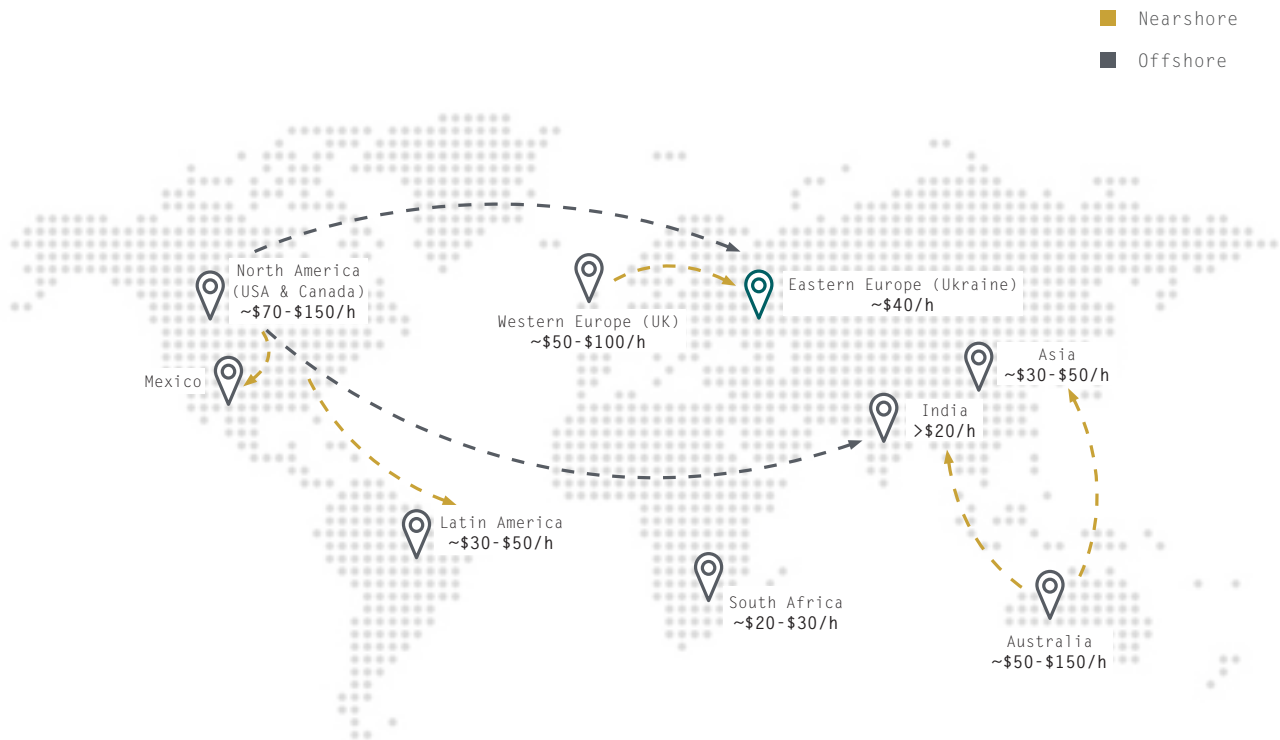 Nearshore
Offshore
North America
(USA & Canada)
~$70-$150/h
Eastern Europe (Ukraine)
~$40/h
Western Europe (UK)
~$50-$100/h
Mexico
Asia
~$30-$50/h
India
>$20/h
Latin America
~$30-$50/h
South Africa
~$20-$30/h
Australia
~$50-$150/h